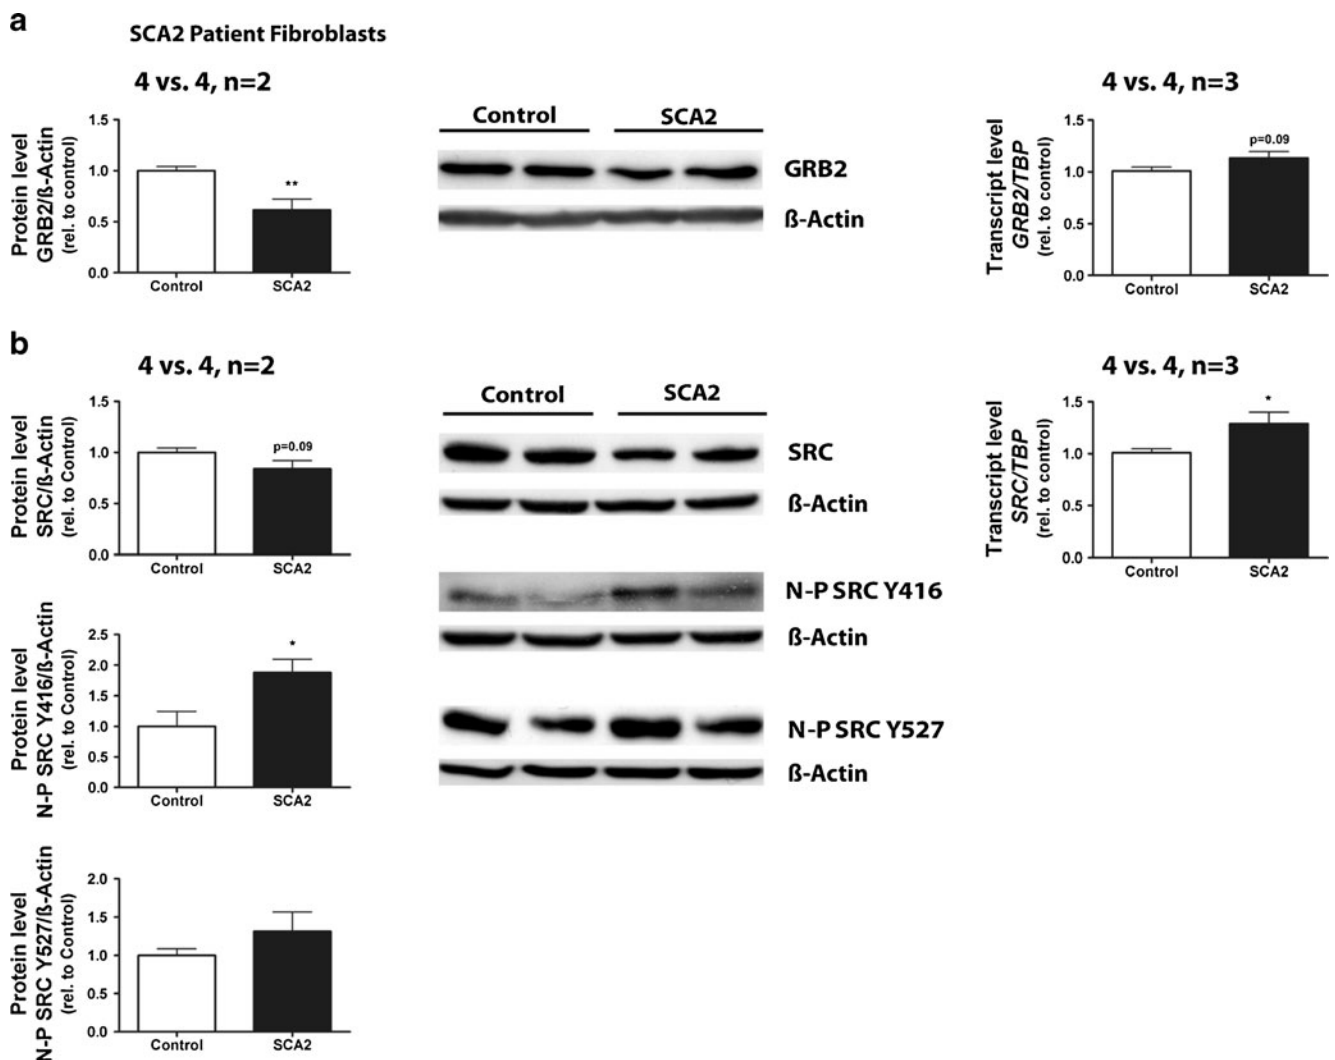 a
SCA2 Patient Fibroblasts
4 vs. 4, n=2
Protein level
GRB2/ß-Actin
(rel. to control)
1.5
1.0
0.5
0.0
**
Control
SCA2
Control
SCA2
GRB2
ß-Actin
4 vs. 4, n=3
Transcript level
GRB2/TBP
(rel. to control)
1.5
1.0
0.5
0.0
p=0.09
Control
SCA2
b
4 vs. 4, n=2
Protein level
SRC/ß-Actin
(rel. to Control)
1.5
1.0
0.5
0.0
p=0.09
Control
SCA2
Control
SCA2
SRC
ß-Actin
N-P SRC Y416
ß-Actin
N-P SRC Y527
ß-Actin
4 vs. 4, n=3
Transcript level
SRC/TBP
(rel. to control)
1.5
1.0
0.5
0.0
*
Control
SCA2
Protein level
N-P SRC Y416/ß-Actin
(rel. to Control)
2.5
2.0
1.5
1.0
0.5
0.0
*
Control
SCA2
Protein level
N-P SRC Y527/ß-Actin
(rel. to Control)
2.0
1.5
1.0
0.5
0.0
Control
SCA2